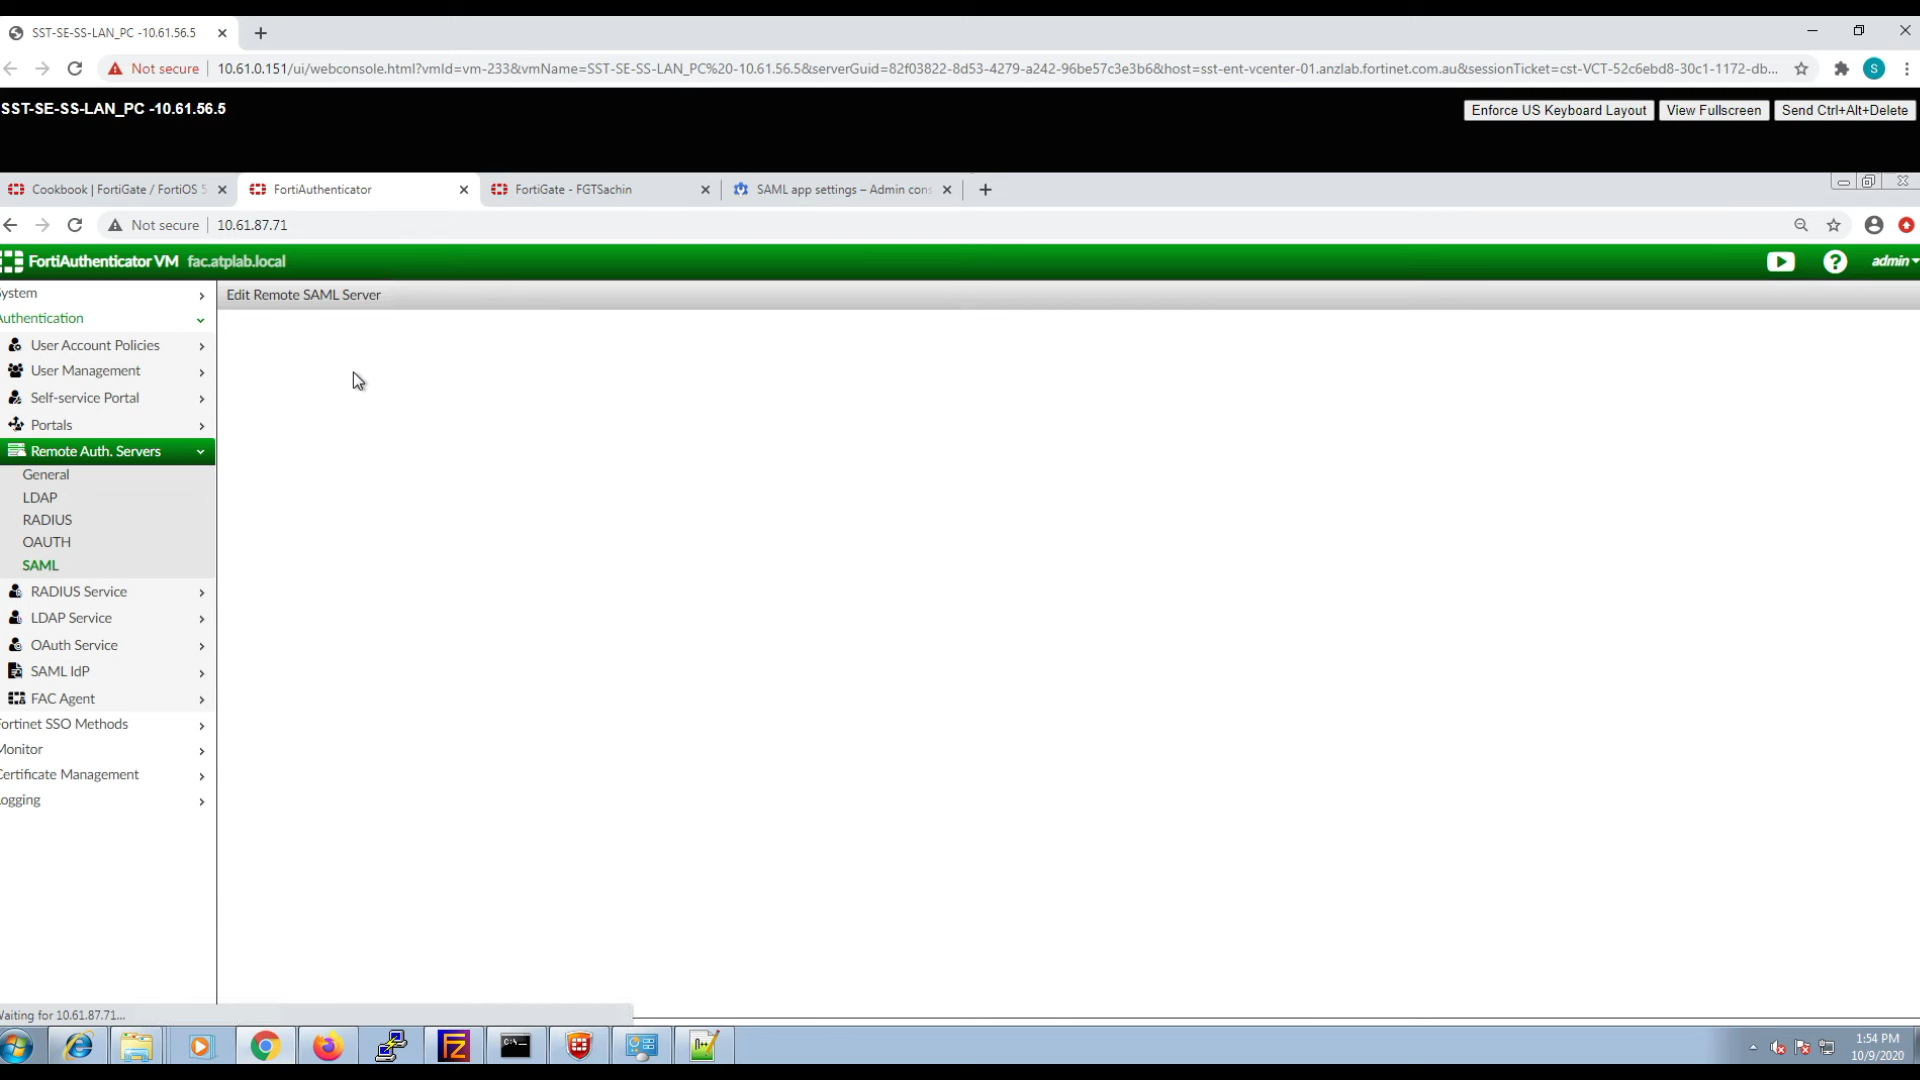 SST-SE-SS-LAN_PC -10.61.56.5
Not secure
10.61.0.151/ui/webconsole.html?vmId=vm-233&vmName=SST-SE-SS-LAN_PC%20-10.61.56.5&serverGuid=82f03822-8d53-4279-a242-96be57c3e3b6&host=sst-ent-vcenter-01.anzlab.fortinet.com.au&sessionTicket=cst-VCT-52c6ebd8-30c1-1172-db...
S
SST-SE-SS-LAN_PC -10.61.56.5
Enforce US Keyboard Layout
View Fullscreen
Send Ctrl+Alt+Delete
Cookbook | FortiGate / FortiOS 5
FortiAuthenticator
FortiGate - FGTSachin
SAML app settings – Admin cons
Not secure
10.61.87.71
FortiAuthenticator VM fac.atplab.local
admin
ystem
Edit Remote SAML Server
uthentication
User Account Policies
User Management
Self-service Portal
Portals
Remote Auth. Servers
General
LDAP
RADIUS
OAUTH
SAML
RADIUS Service
LDAP Service
OAuth Service
SAML IdP
FAC Agent
ortinet SSO Methods
Monitor
Certificate Management
ogging
Waiting for 10.61.87.71...
1:54 PM
10/9/2020